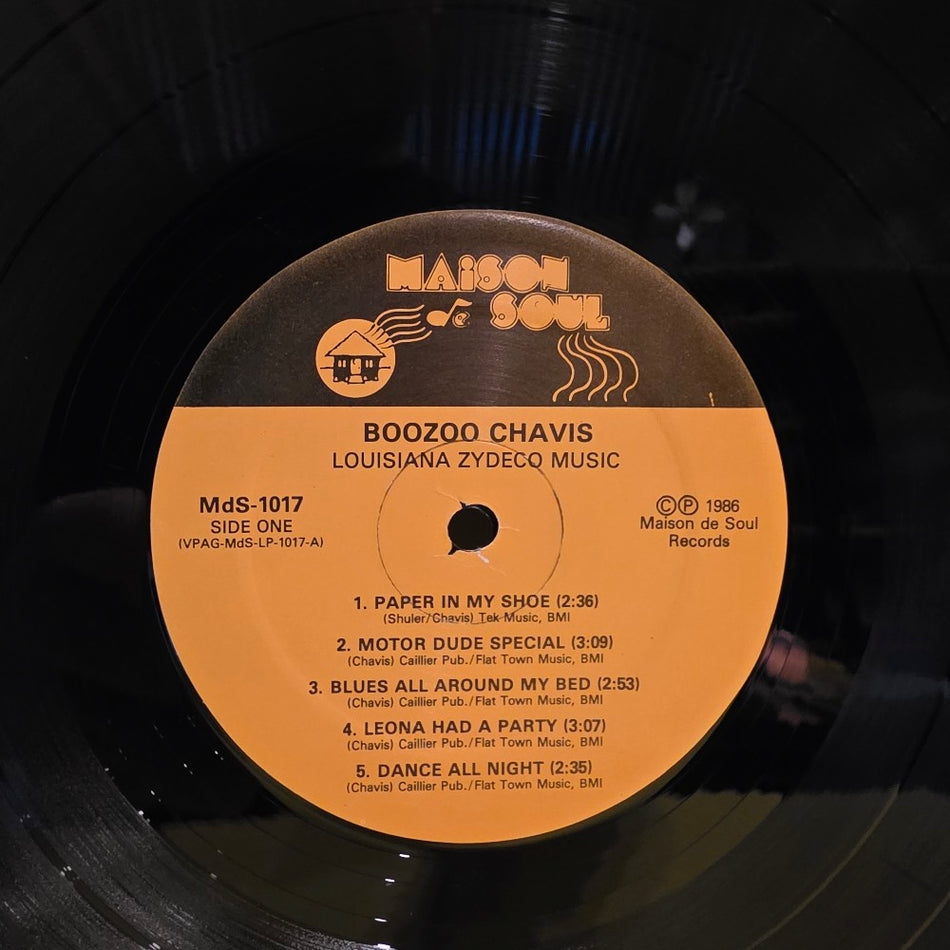 MAISON
de SOUL
BOOZOO CHAVIS
LOUISIANA ZYDECO MUSIC
MdS-1017
SIDE ONE
(VPAG-MdS-LP-1017-A)
©℗ 1986
Maison de Soul
Records
1. PAPER IN MY SHOE (2:36)
(Shuler/Chavis) Tek Music, BMI
2. MOTOR DUDE SPECIAL (3:09)
(Chavis) Caillier Pub./Flat Town Music, BMI
3. BLUES ALL AROUND MY BED (2:53)
(Chavis) Caillier Pub./Flat Town Music, BMI
4. LEONA HAD A PARTY (3:07)
(Chavis) Caillier Pub./Flat Town Music, BMI
5. DANCE ALL NIGHT (2:35)
(Chavis) Caillier Pub./Flat Town Music, BMI